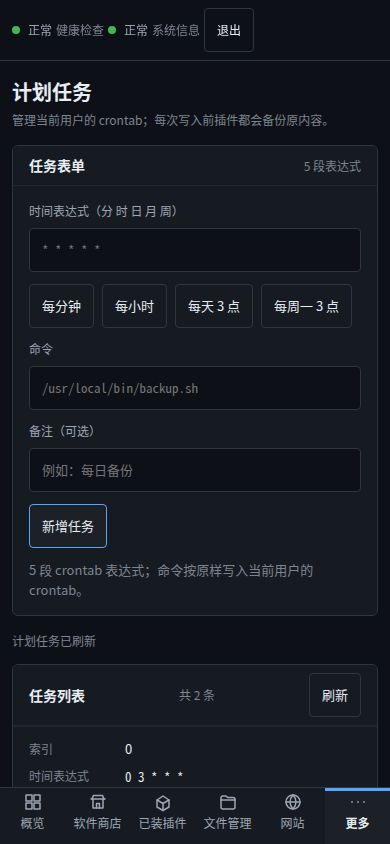 正常 健康检查 正常 系统信息 退出
计划任务
管理当前用户的 crontab；每次写入前插件都会备份原内容。
任务表单 5 段表达式
时间表达式（分 时 日 月 周）
* * * * *
每分钟 每小时 每天 3 点 每周一 3 点
命令
/usr/local/bin/backup.sh
备注（可选）
例如：每日备份
新增任务
5 段 crontab 表达式；命令按原样写入当前用户的
crontab。
计划任务已刷新
任务列表 共 2 条 刷新
索引 0
时间表达式 0 3 * * *
概览 软件商店 已装插件 文件管理 网站 更多